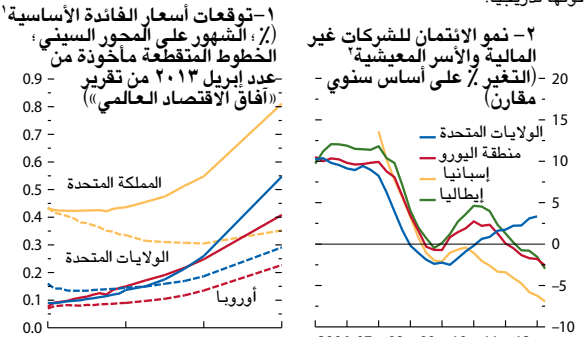 توقها تدريجيا.
١–توقعات أسعار الفائدة الأساسية١
(٪؛ الشهور على المحور السيني؛
الخطوط المتقطعة مأخوذة من
عدد إبريل ٢٠١٣ من تقرير
«آفاق الاقتصاد العالمي»)
0.9
0.8
0.7
0.6
0.5
0.4
0.3
0.2
0.1
0.0
المملكة المتحدة
الولايات المتحدة
أوروبا
٢– نمو الائتمان للشركات غير
المالية والأسر المعيشية٢
(التغير ٪ على أساس سنوي
مقارن)
20
15
10
5
0
–5
–10
الولايات المتحدة
منطقة اليورو
إسبانيا
إيطاليا